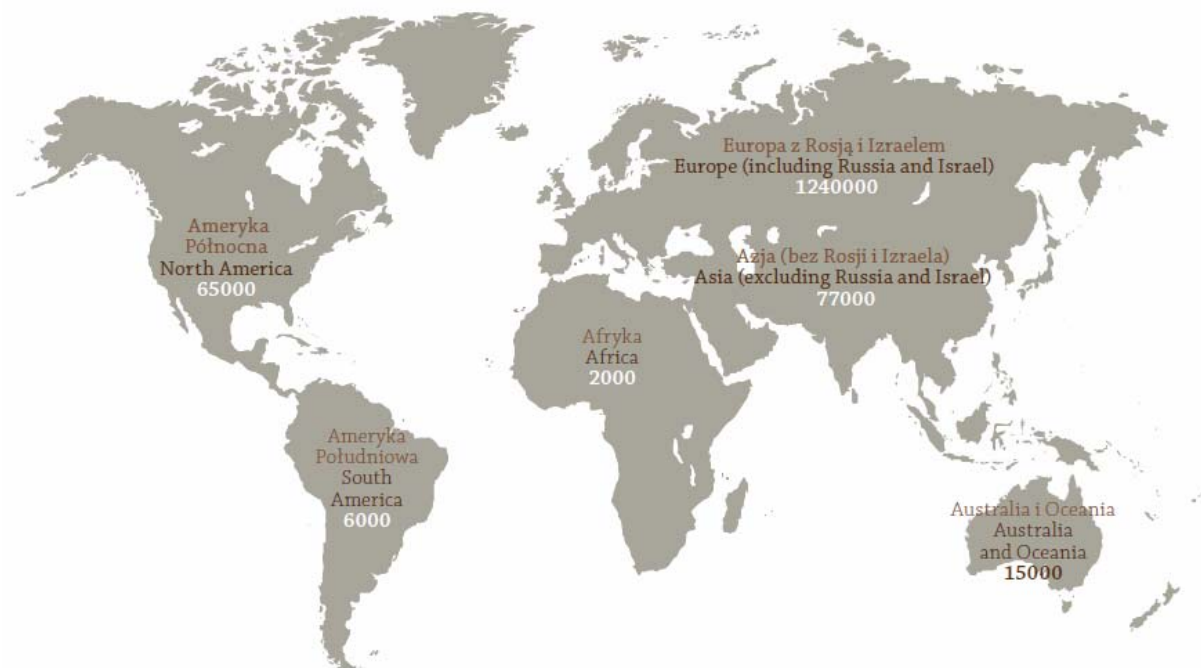 Europa z Rosją i Izraelem
Europe (including Russia and Israel)
1240000
Ameryka
Północna
North America
65000
Azja (bez Rosji i Izraela)
Asia (excluding Russia and Israel)
77000
Afryka
Africa
2000
Ameryka
Południowa
South
America
6000
Australia i Oceania
Australia
and Oceania
15000